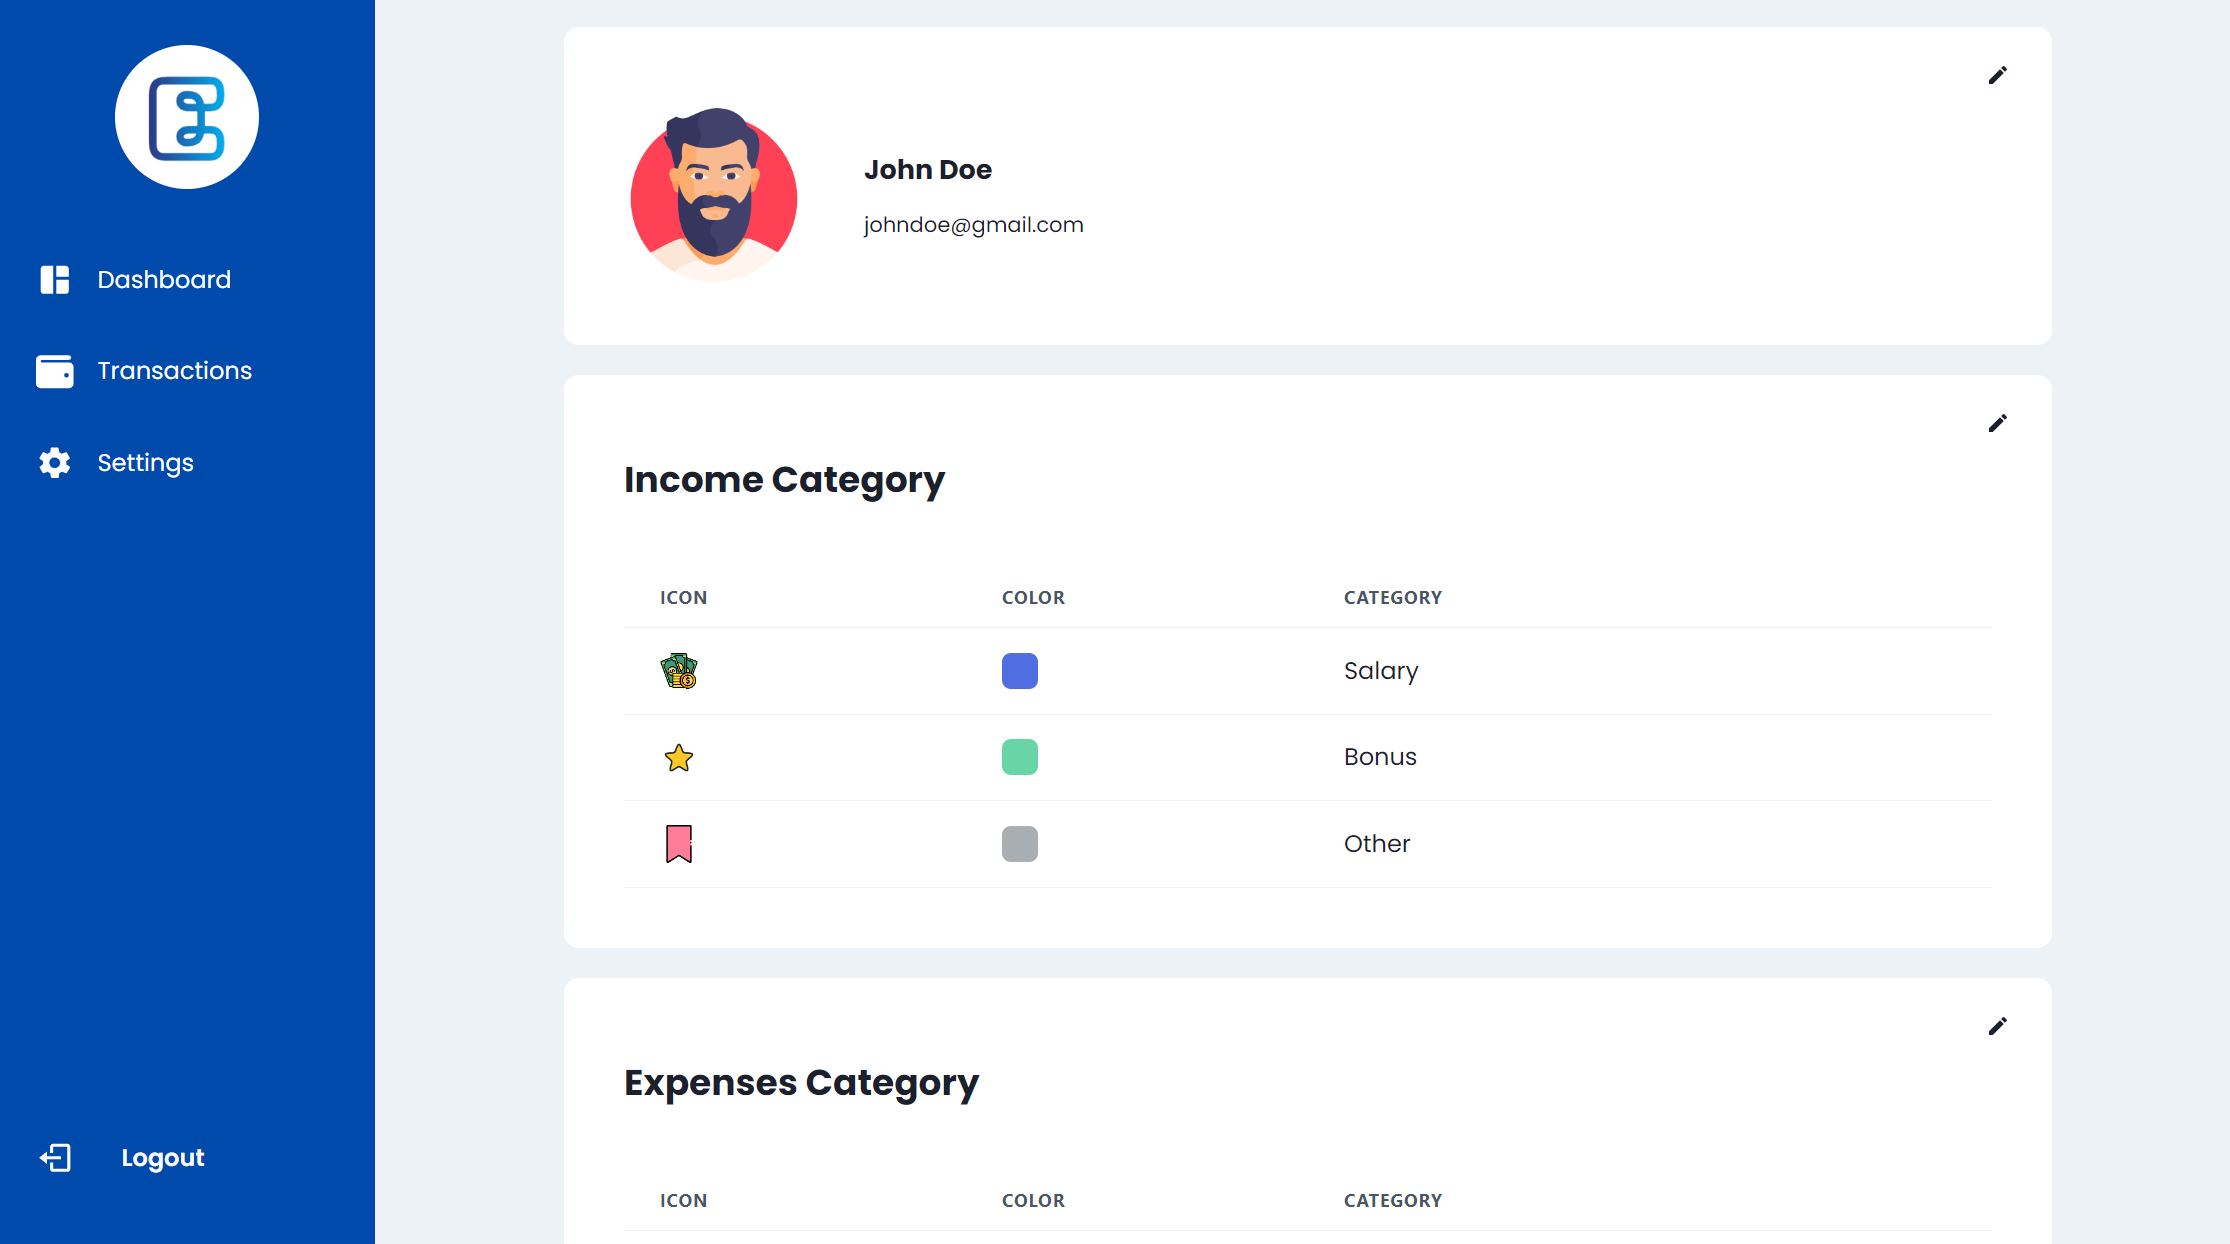 Dashboard
Transactions
Settings
Logout
John Doe
johndoe@gmail.com
Income Category
ICON COLOR CATEGORY
Salary
Bonus
Other
Expenses Category
ICON COLOR CATEGORY